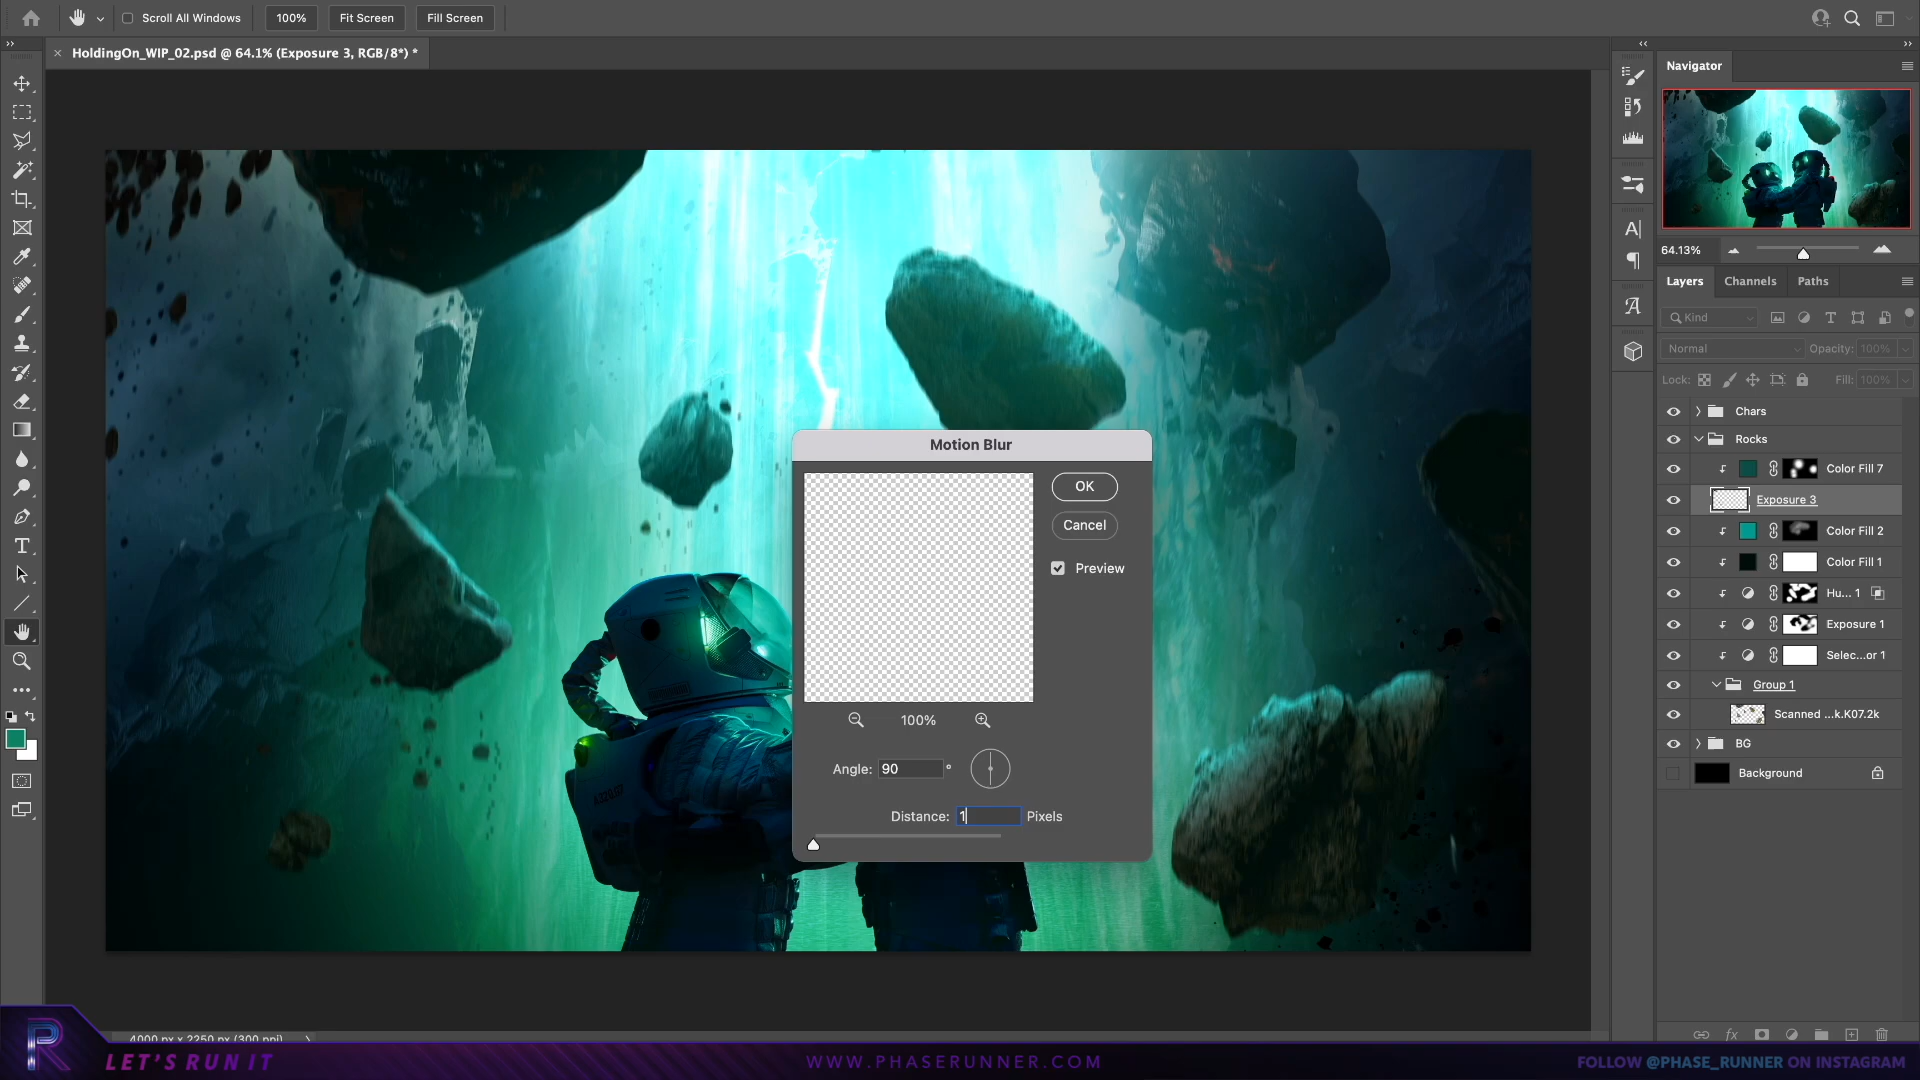 Scroll All Windows
100%
Fit Screen
Fill Screen
× HoldingOn_WIP_02.psd @ 64.1% (Exposure 3, RGB/8*) *
Navigator
64.13%
Layers
Channels
Paths
Kind
Normal
Opacity: 100%
Lock:
Fill: 100%
Chars
Rocks
Color Fill 7
Exposure 3
Color Fill 2
Color Fill 1
Hu... 1
Exposure 1
Selec...or 1
Group 1
Scanned ...k.K07.2k
BG
Background
Motion Blur
OK
Cancel
Preview
100%
Angle: 90 °
Distance: 1 Pixels
4000 px x 2250 px (300 ppi)
R
LET'S RUN IT
WWW.PHASERUNNER.COM
FOLLOW @PHASE_RUNNER ON INSTAGRAM